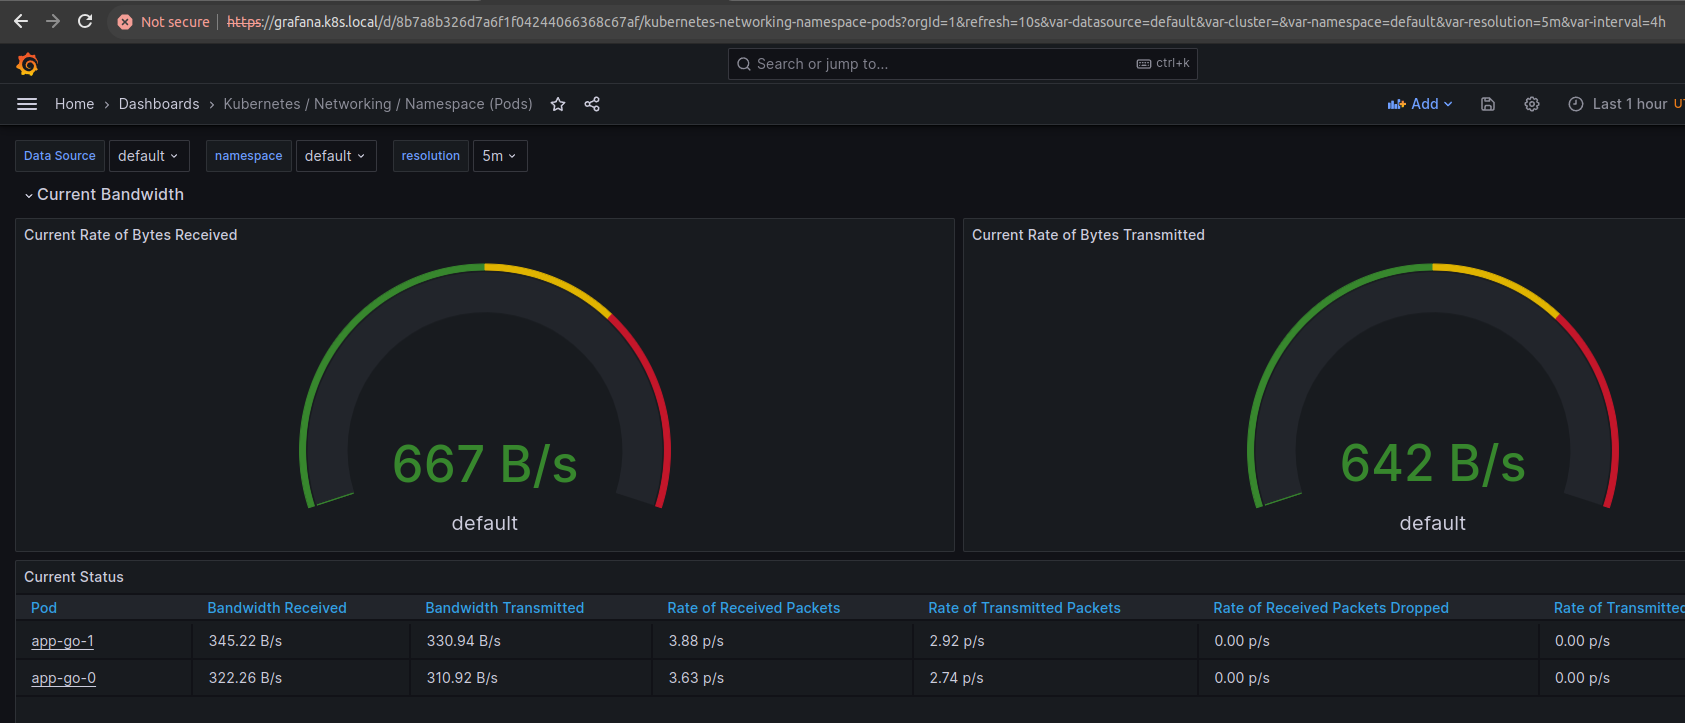 Not secure https://grafana.k8s.local/d/8b7a8b326d7a6f1f04244066368c67af/kubernetes-networking-namespace-pods?orgId=1&refresh=10s&var-datasource=default&var-cluster=&var-namespace=default&var-resolution=5m&var-interval=4h
Search or jump to... ctrl+k
Home › Dashboards › Kubernetes / Networking / Namespace (Pods) Add Last 1 hour
Data Source default namespace default resolution 5m
Current Bandwidth
Current Rate of Bytes Received Current Rate of Bytes Transmitted
667 B/s 642 B/s
default default
Current Status
Pod Bandwidth Received Bandwidth Transmitted Rate of Received Packets Rate of Transmitted Packets Rate of Received Packets Dropped Rate of Transmitted
app-go-1 345.22 B/s 330.94 B/s 3.88 p/s 2.92 p/s 0.00 p/s 0.00 p/s
app-go-0 322.26 B/s 310.92 B/s 3.63 p/s 2.74 p/s 0.00 p/s 0.00 p/s